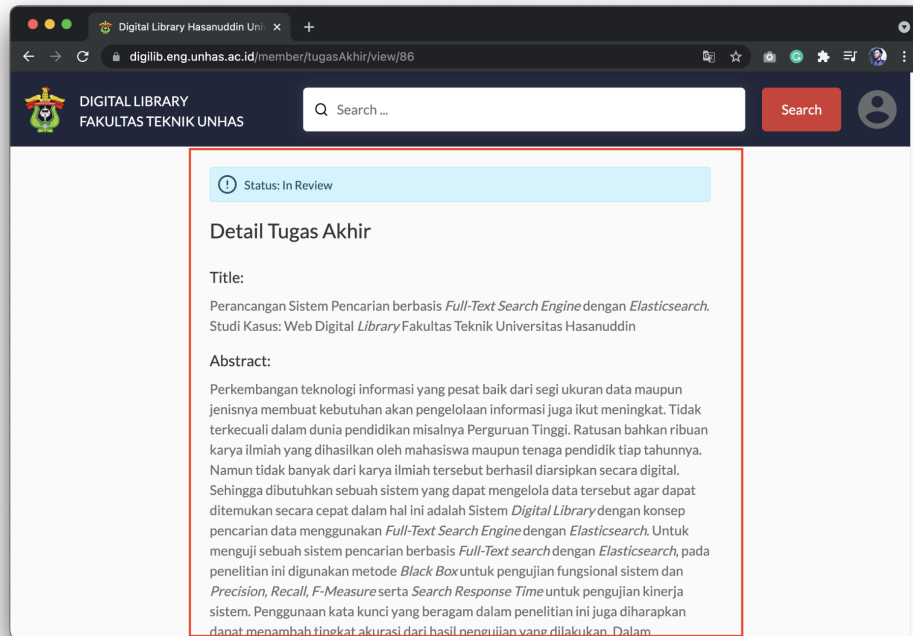 Digital Library Hasanuddin Uni
digilib.eng.unhas.ac.id/member/tugasAkhir/view/86
DIGITAL LIBRARY
FAKULTAS TEKNIK UNHAS
Search ...
Search
Status: In Review
Detail Tugas Akhir
Title:
Perancangan Sistem Pencarian berbasis Full-Text Search Engine dengan Elasticsearch.
Studi Kasus: Web Digital Library Fakultas Teknik Universitas Hasanuddin
Abstract:
Perkembangan teknologi informasi yang pesat baik dari segi ukuran data maupun
jenisnya membuat kebutuhan akan pengelolaan informasi juga ikut meningkat. Tidak
terkecuali dalam dunia pendidikan misalnya Perguruan Tinggi. Ratusan bahkan ribuan
karya ilmiah yang dihasilkan oleh mahasiswa maupun tenaga pendidik tiap tahunnya.
Namun tidak banyak dari karya ilmiah tersebut berhasil diarsipkan secara digital.
Sehingga dibutuhkan sebuah sistem yang dapat mengelola data tersebut agar dapat
ditemukan secara cepat dalam hal ini adalah Sistem Digital Library dengan konsep
pencarian data menggunakan Full-Text Search Engine dengan Elasticsearch. Untuk
menguji sebuah sistem pencarian berbasis Full-Text search dengan Elasticsearch, pada
penelitian ini digunakan metode Black Box untuk pengujian fungsional sistem dan
Precision, Recall, F-Measure serta Search Response Time untuk pengujian kinerja
sistem. Penggunaan kata kunci yang beragam dalam penelitian ini juga diharapkan
dapat menambah tingkat akurasi dari hasil pengujian yang dilakukan. Dalam